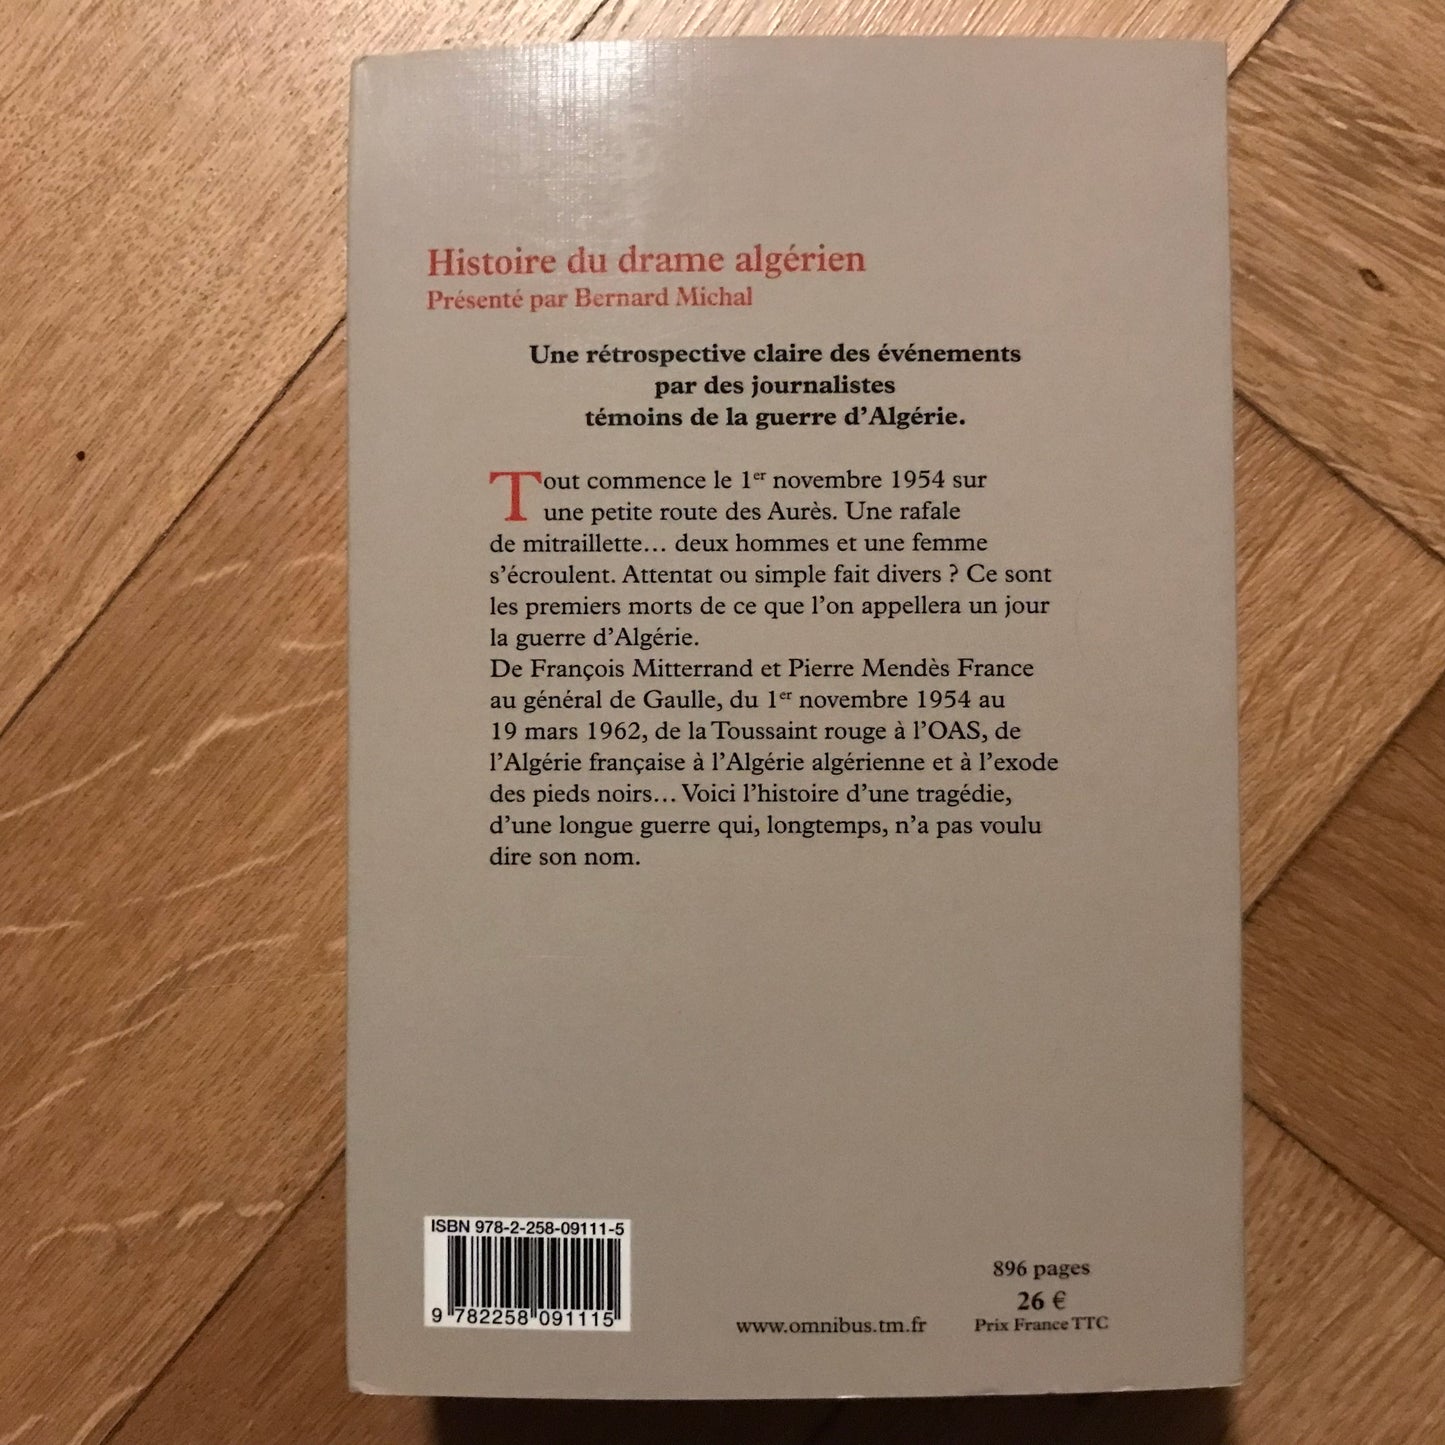 Histoire du drame algérien
Présenté par Bernard Michal
Une rétrospective claire des événements
par des journalistes
témoins de la guerre d'Algérie.
Tout commence le 1er novembre 1954 sur
une petite route des Aurès. Une rafale
de mitraillette… deux hommes et une femme
s'écroulent. Attentat ou simple fait divers ? Ce sont
les premiers morts de ce que l'on appellera un jour
la guerre d'Algérie.
De François Mitterrand et Pierre Mendès France
au général de Gaulle, du 1er novembre 1954 au
19 mars 1962, de la Toussaint rouge à l'OAS, de
l'Algérie française à l'Algérie algérienne et à l'exode
des pieds noirs… Voici l'histoire d'une tragédie,
d'une longue guerre qui, longtemps, n'a pas voulu
dire son nom.
ISBN 978-2-258-09111-5
9 782258 091115
www.omnibus.tm.fr
896 pages
26 €
Prix France TTC